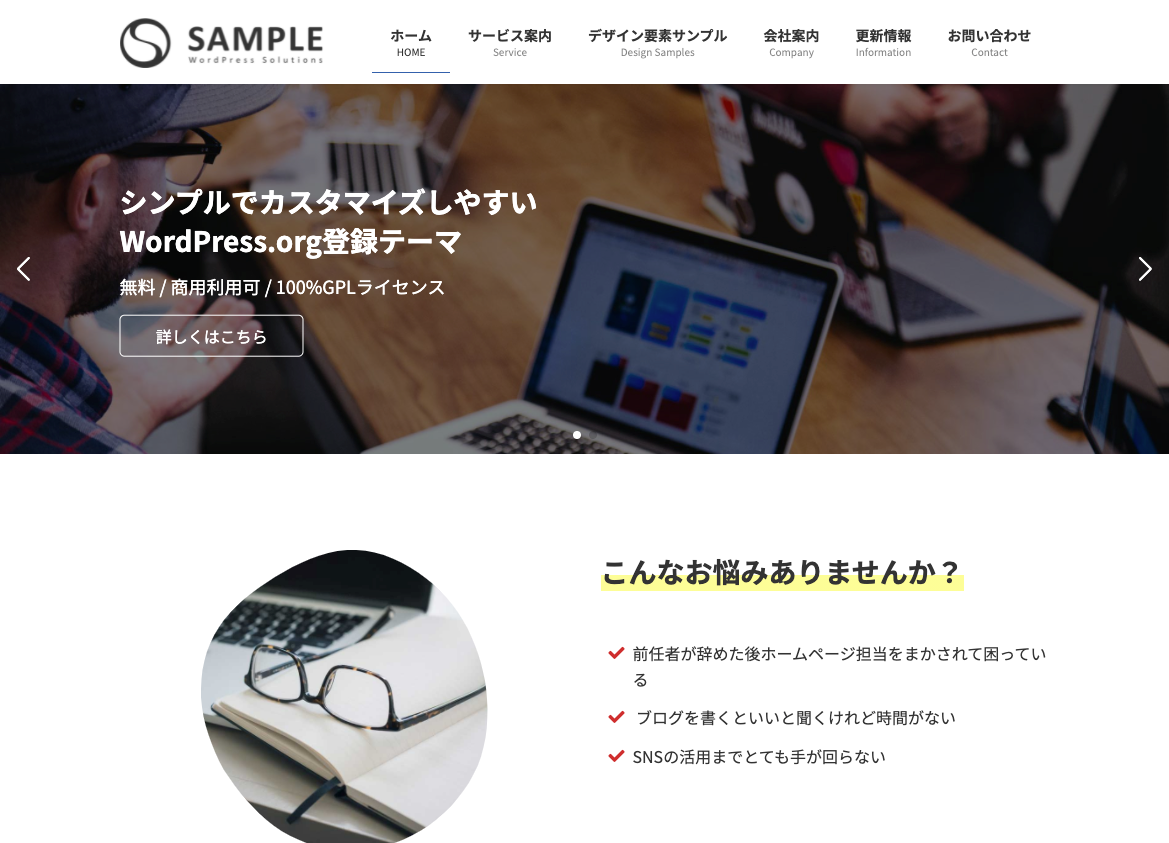 SAMPLE
WordPress Solutions
ホーム
HOME
サービス案内
Service
デザイン要素サンプル
Design Samples
会社案内
Company
更新情報
Information
お問い合わせ
Contact
シンプルでカスタマイズしやすい
WordPress.org登録テーマ
無料 / 商用利用可 / 100%GPLライセンス
詳しくはこちら
こんなお悩みありませんか？
前任者が辞めた後ホームページ担当をまかされて困ってい
る
ブログを書くといいと聞くけれど時間がない
SNSの活用までとても手が回らない